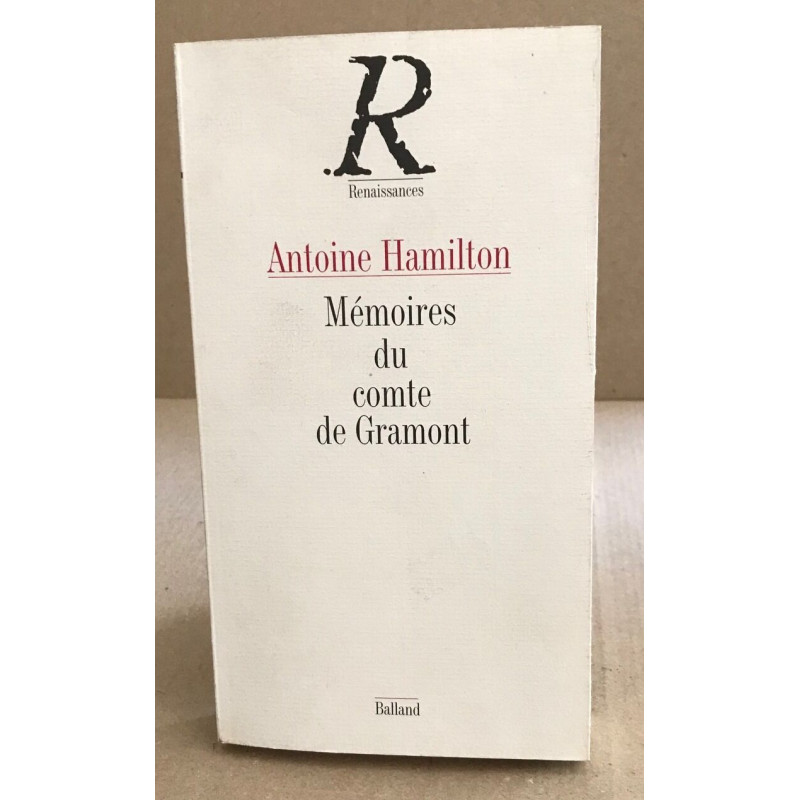 R
Renaissances
Antoine Hamilton
Mémoires
du
comte
de Gramont
Balland